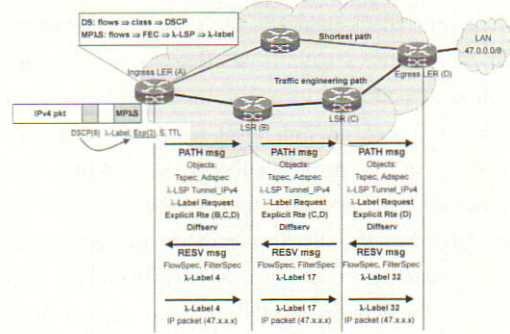 DS: flows ⇒ class ⇒ DSCP
MPλS: flows ⇒ FEC ⇒ λ-LSP ⇒ λ-label
Shortest path
LAN
47.0.0.0/8
Ingress LER (A)
Traffic engineering path
Egress LER (D)
IPv4 pkt
MPλS
LSR (B)
LSR (C)
DSCP(6) λ-Label, Exp(3), S, TTL
PATH msg
Objects:
Tspec, Adspec
λ-LSP Tunnel_IPv4
λ-Label Request
Explicit Rte (B,C,D)
Diffserv
RESV msg
FlowSpec, FilterSpec
λ-Label 4
λ-Label 4
IP packet (47.x.x.x)
PATH msg
Objects:
Tspec, Adspec
λ-LSP Tunnel_IPv4
λ-Label Request
Explicit Rte (C,D)
Diffserv
RESV msg
FlowSpec, FilterSpec
λ-Label 17
λ-Label 17
IP packet (47.x.x.x)
PATH msg
Objects:
Tspec, Adspec
λ-LSP Tunnel_IPv4
λ-Label Request
Explicit Rte (D)
Diffserv
RESV msg
FlowSpec, FilterSpec
λ-Label 32
λ-Label 32
IP packet (47.x.x.x)